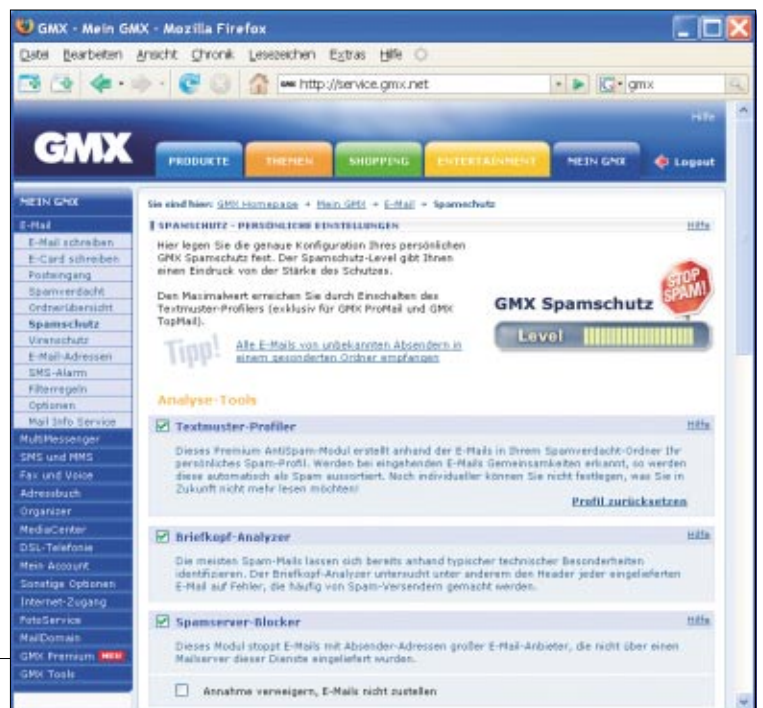 GMX - Mein GMX - Mozilla Firefox
Datei Bearbeiten Ansicht Chronik Lesezeichen Extras Hilfe
http://service.gmx.net
gmx
Hilfe
GMX
PRODUKTE THEMEN SHOPPING ENTERTAINMENT MEIN GMX Logout
MEIN GMX
E-Mail
E-Mail schreiben
E-Card schreiben
Posteingang
Spamverdacht
Ordnerübersicht
Spamschutz
Virenschutz
E-Mail-Adressen
SMS-Alarm
Filterregeln
Optionen
Mail Info Service
MultiMessenger
SMS und MMS
Fax und Voice
Adressbuch
Organizer
MediaCenter
DSL-Telefonie
Mein Account
Sonstige Optionen
Internet-Zugang
FotoService
MailDomain
GMX Premium NEU
GMX Tools
Sie sind hier: GMX Homepage → Mein GMX → E-Mail → Spamschutz
SPAMSCHUTZ - PERSÖNLICHE EINSTELLUNGEN Hilfe
Hier legen Sie die genaue Konfiguration Ihres persönlichen
GMX Spamschutz fest. Der Spamschutz-Level gibt Ihnen
einen Eindruck von der Stärke des Schutzes.
Den Maximalwert erreichen Sie durch Einschalten des
Textmuster-Profilers (exklusiv für GMX ProMail und GMX
TopMail).
STOP
SPAM!
GMX Spamschutz
Level
Tipp!
Alle E-Mails von unbekannten Absendern in
einem gesonderten Ordner empfangen
Analyse-Tools
Textmuster-Profiler Hilfe
Dieses Premium AntiSpam-Modul erstellt anhand der E-Mails in Ihrem Spamverdacht-Ordner Ihr
persönliches Spam-Profil. Werden bei eingehenden E-Mails Gemeinsamkeiten erkannt, so werden
diese automatisch als Spam aussortiert. Noch individueller können Sie nicht festlegen, was Sie in
Zukunft nicht mehr lesen möchten!
Profil zurücksetzen
Briefkopf-Analyzer Hilfe
Die meisten Spam-Mails lassen sich bereits anhand typischer technischer Besonderheiten
identifizieren. Der Briefkopf-Analyzer untersucht unter anderem den Header jeder eingelieferten
E-Mail auf Fehler, die häufig von Spam-Versendern gemacht werden.
Spamserver-Blocker Hilfe
Dieses Modul stoppt E-Mails mit Absender-Adressen großer E-Mail-Anbieter, die nicht über einen
Mailserver dieser Dienste eingeliefert wurden.
Annahme verweigern, E-Mails nicht zustellen